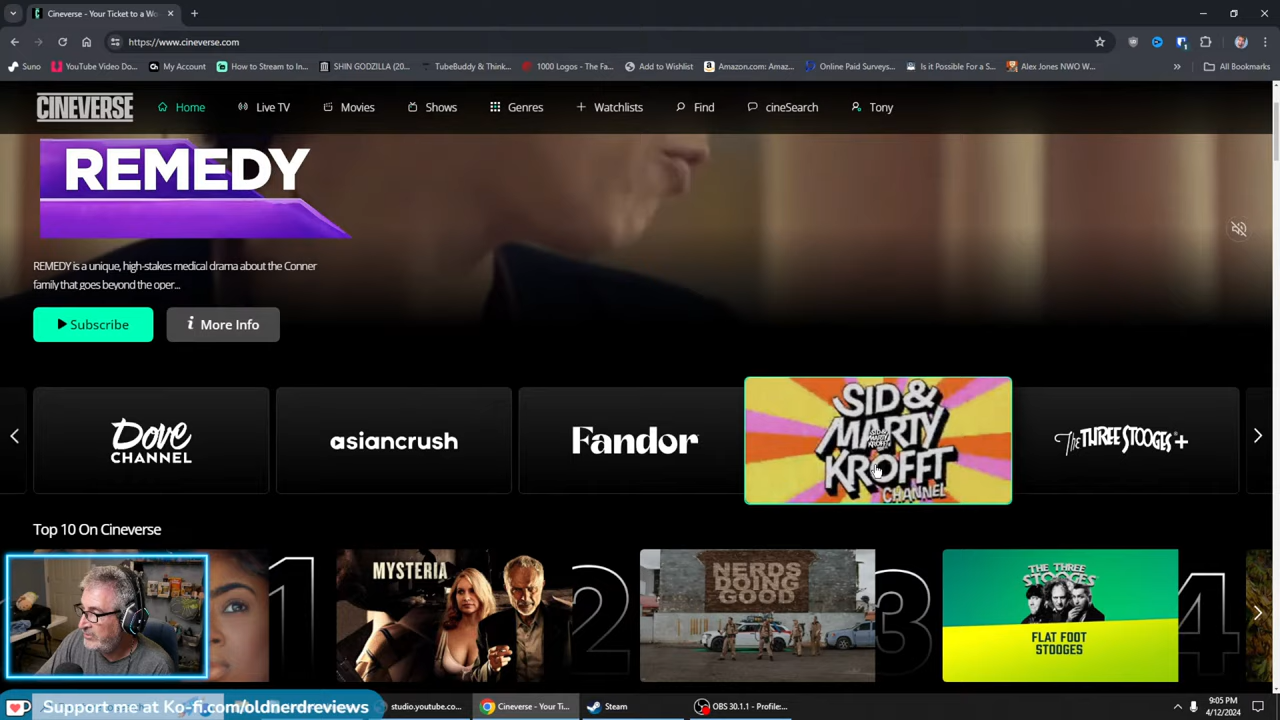 Cineverse - Your Ticket to a Wo
https://www.cineverse.com
Suno
YouTube Video Do...
My Account
How to Stream to In...
SHIN GODZILLA (20...
TubeBuddy & Think...
1000 Logos - The Fa...
Add to Wishlist
Amazon.com: Amaz...
Online Paid Surveys...
Is it Possible For a S...
Alex Jones NWO W...
All Bookmarks
CINEVERSE
Home
Live TV
Movies
Shows
Genres
Watchlists
Find
cineSearch
Tony
REMEDY
REMEDY is a unique, high-stakes medical drama about the Conner
family that goes beyond the oper...
Subscribe
More Info
Dove
CHANNEL
asiancrush
Fandor
SID &
MARTY
KROFFT
CHANNEL
The THREE STOOGES+
Top 10 On Cineverse
1
MYSTERIA
2
NERDS
DOING
GOOD
3
THE THREE
STOOGES
FLAT FOOT
STOOGES
4
Support me at Ko-fi.com/oldnerdreviews
studio.youtube.co...
Cineverse - Your Ti...
Steam
OBS 30.1.1 - Profile:...
9:05 PM
4/12/2024